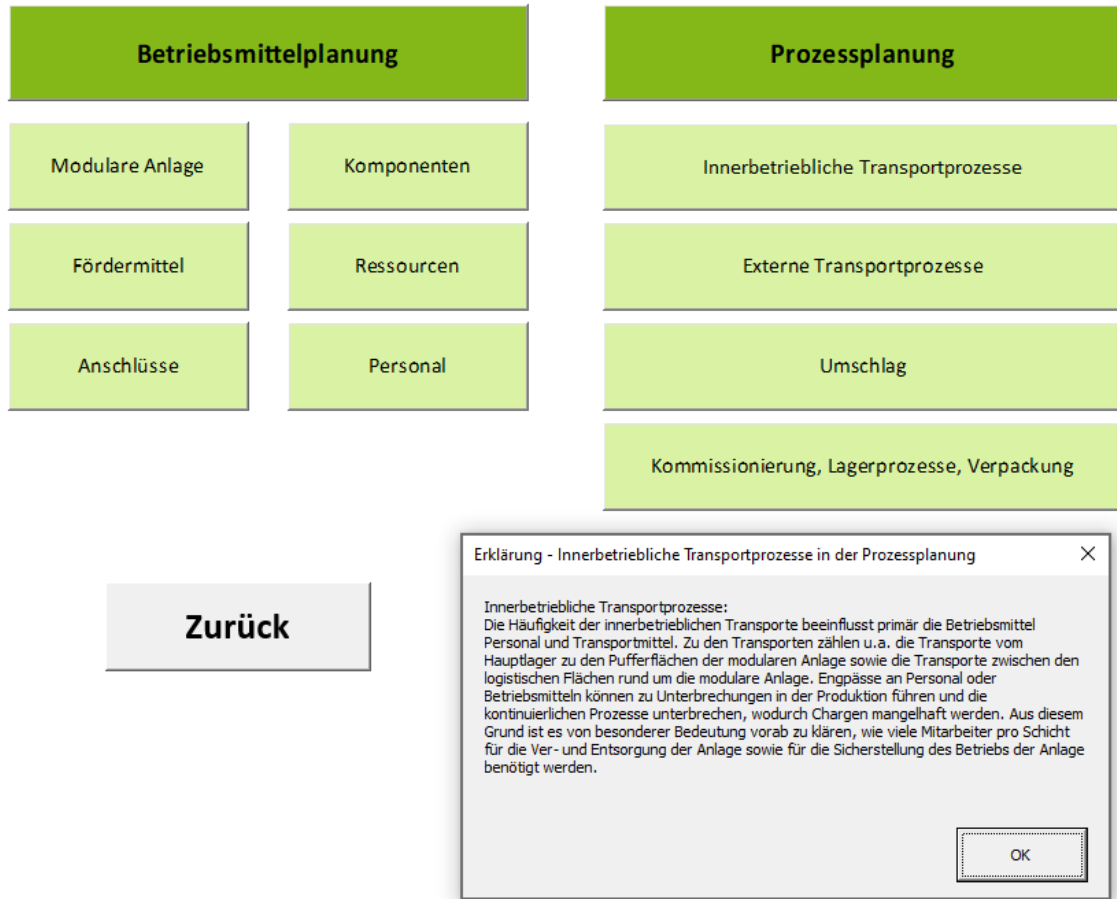 Betriebsmittelplanung
Prozessplanung
Modulare Anlage
Komponenten
Innerbetriebliche Transportprozesse
Fördermittel
Ressourcen
Externe Transportprozesse
Anschlüsse
Personal
Umschlag
Kommissionierung, Lagerprozesse, Verpackung
Zurück
Erklärung - Innerbetriebliche Transportprozesse in der Prozessplanung
Innerbetriebliche Transportprozesse:
Die Häufigkeit der innerbetrieblichen Transporte beeinflusst primär die Betriebsmittel
Personal und Transportmittel. Zu den Transporten zählen u.a. die Transporte vom
Hauptlager zu den Pufferflächen der modularen Anlage sowie die Transporte zwischen den
logistischen Flächen rund um die modulare Anlage. Engpässe an Personal oder
Betriebsmitteln können zu Unterbrechungen in der Produktion führen und die
kontinuierlichen Prozesse unterbrechen, wodurch Chargen mangelhaft werden. Aus diesem
Grund ist es von besonderer Bedeutung vorab zu klären, wie viele Mitarbeiter pro Schicht
für die Ver- und Entsorgung der Anlage sowie für die Sicherstellung des Betriebs der Anlage
benötigt werden.
OK